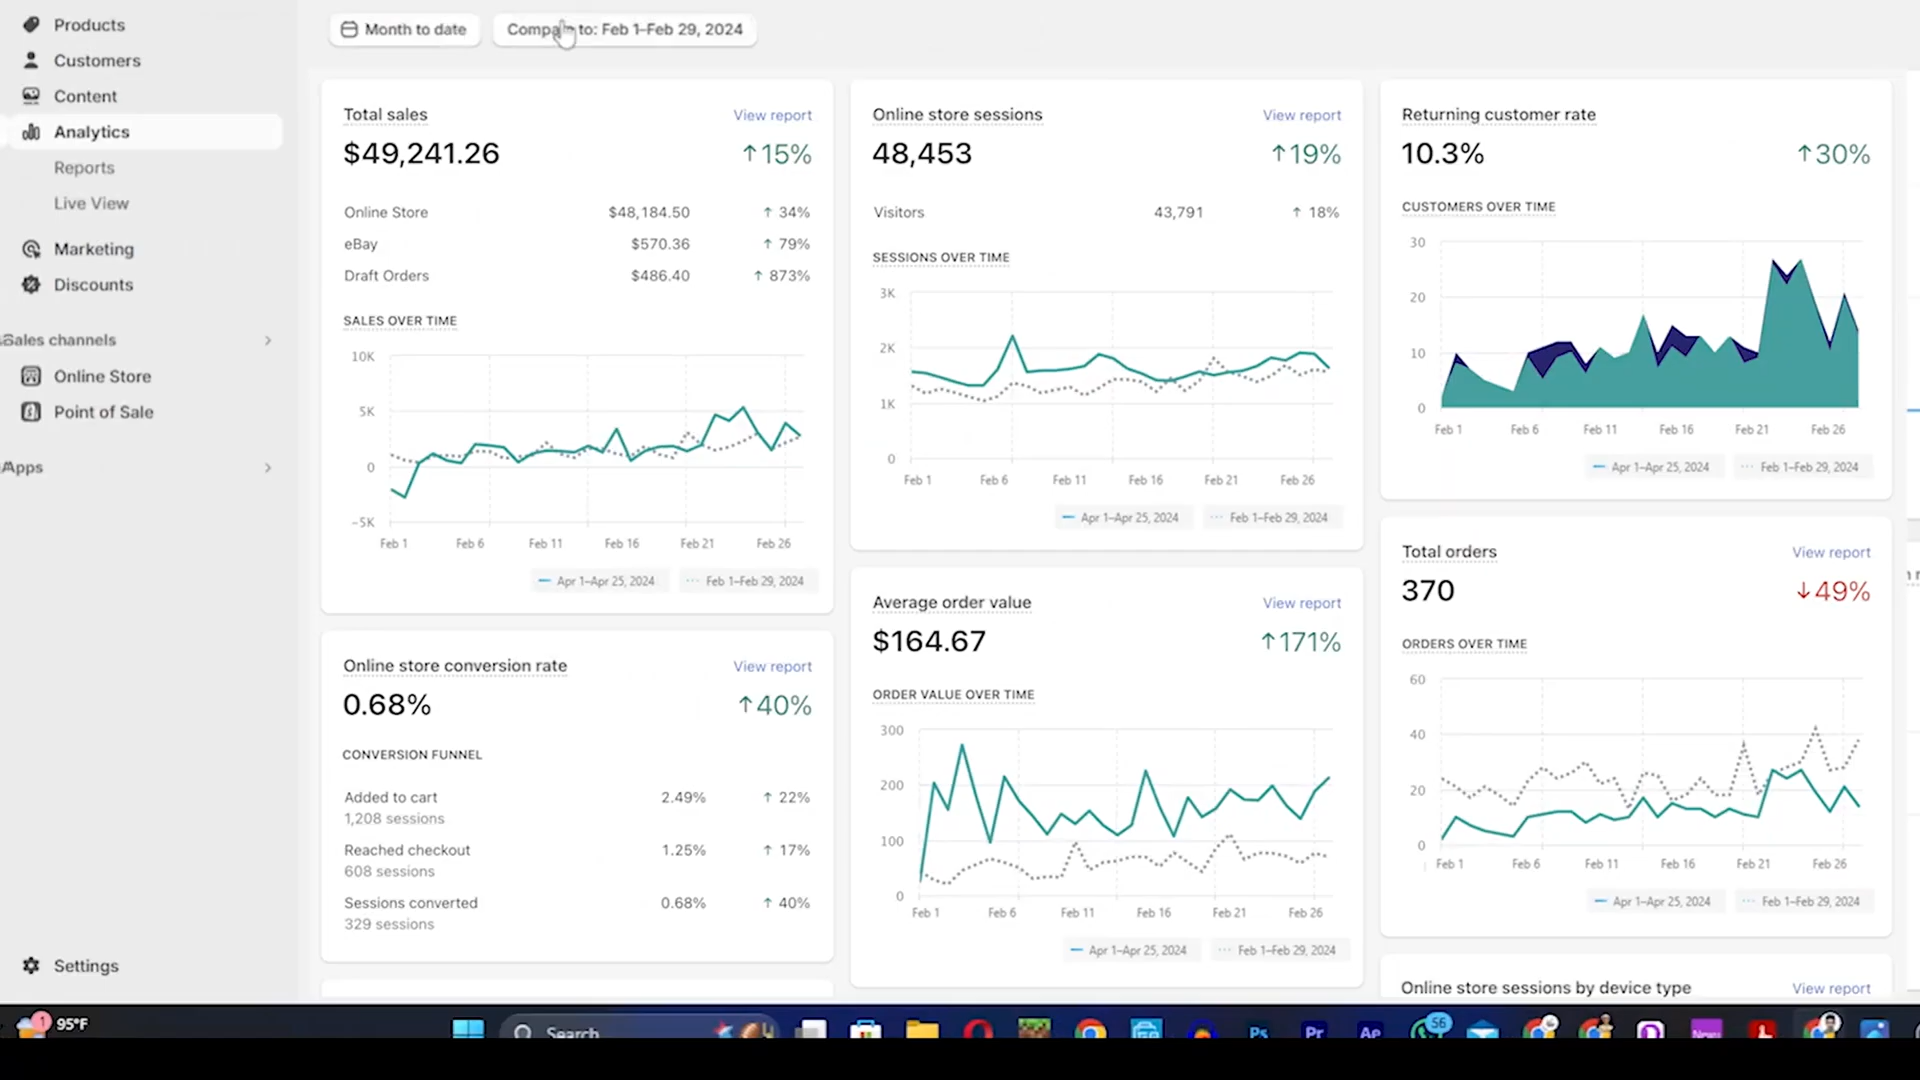 Products
Customers
Content
Analytics
Reports
Live View
Marketing
Discounts
Sales channels
Online Store
Point of Sale
Apps
Settings
Month to date
Compare to: Feb 1–Feb 29, 2024
Total sales View report
$49,241.26 ↑15%
Online Store $48,184.50 ↑ 34%
eBay $570.36 ↑ 79%
Draft Orders $486.40 ↑ 873%
SALES OVER TIME
10K
5K
0
−5K
Feb 1 Feb 6 Feb 11 Feb 16 Feb 21 Feb 26
Apr 1–Apr 25, 2024 Feb 1–Feb 29, 2024
Online store conversion rate View report
0.68% ↑40%
CONVERSION FUNNEL
Added to cart 2.49% ↑ 22%
1,208 sessions
Reached checkout 1.25% ↑ 17%
608 sessions
Sessions converted 0.68% ↑ 40%
329 sessions
Online store sessions View report
48,453 ↑19%
Visitors 43,791 ↑ 18%
SESSIONS OVER TIME
3K
2K
1K
0
Feb 1 Feb 6 Feb 11 Feb 16 Feb 21 Feb 26
Apr 1–Apr 25, 2024 Feb 1–Feb 29, 2024
Average order value View report
$164.67 ↑171%
ORDER VALUE OVER TIME
300
200
100
0
Feb 1 Feb 6 Feb 11 Feb 16 Feb 21 Feb 26
Apr 1–Apr 25, 2024 Feb 1–Feb 29, 2024
Returning customer rate View report
10.3% ↑30%
CUSTOMERS OVER TIME
30
20
10
0
Feb 1 Feb 6 Feb 11 Feb 16 Feb 21 Feb 26
Apr 1–Apr 25, 2024 Feb 1–Feb 29, 2024
Total orders View report
370 ↓49%
ORDERS OVER TIME
60
40
20
0
Feb 1 Feb 6 Feb 11 Feb 16 Feb 21 Feb 26
Apr 1–Apr 25, 2024 Feb 1–Feb 29, 2024
Online store sessions by device type View report
1 95°F
Search
Ps
Pr
Ae
56